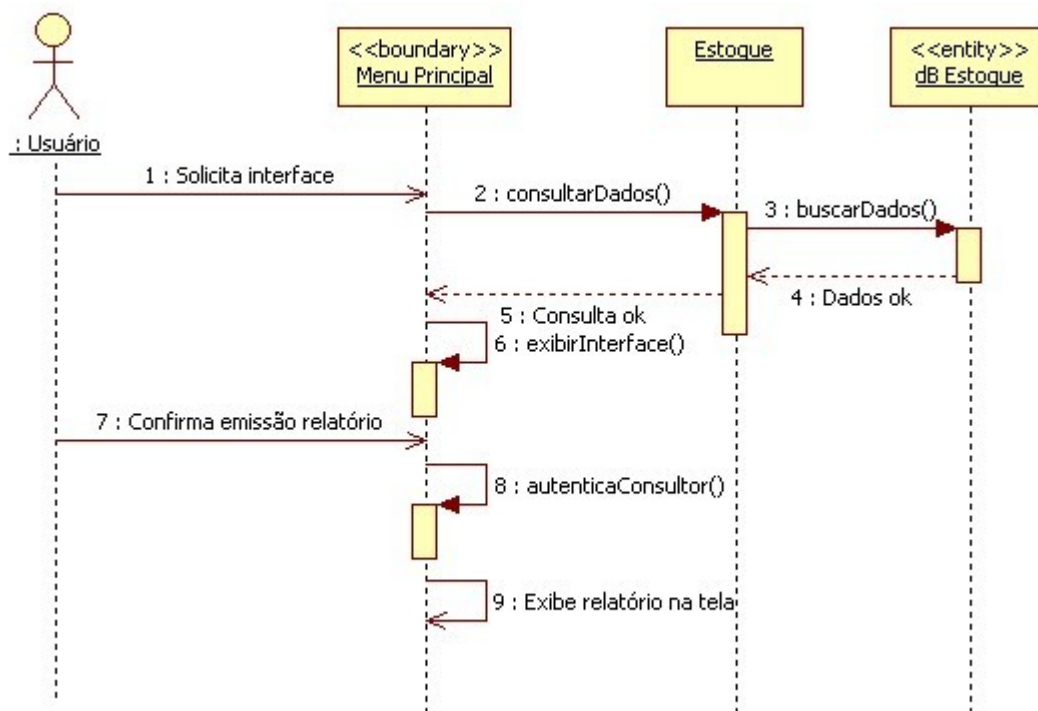 <<boundary>>
Menu Principal
Estoque
<<entity>>
dB Estoque
: Usuário
1 : Solicita interface
2 : consultarDados()
3 : buscarDados()
4 : Dados ok
5 : Consulta ok
6 : exibirInterface()
7 : Confirma emissão relatório
8 : autenticaConsultor()
9 : Exibe relatório na tela